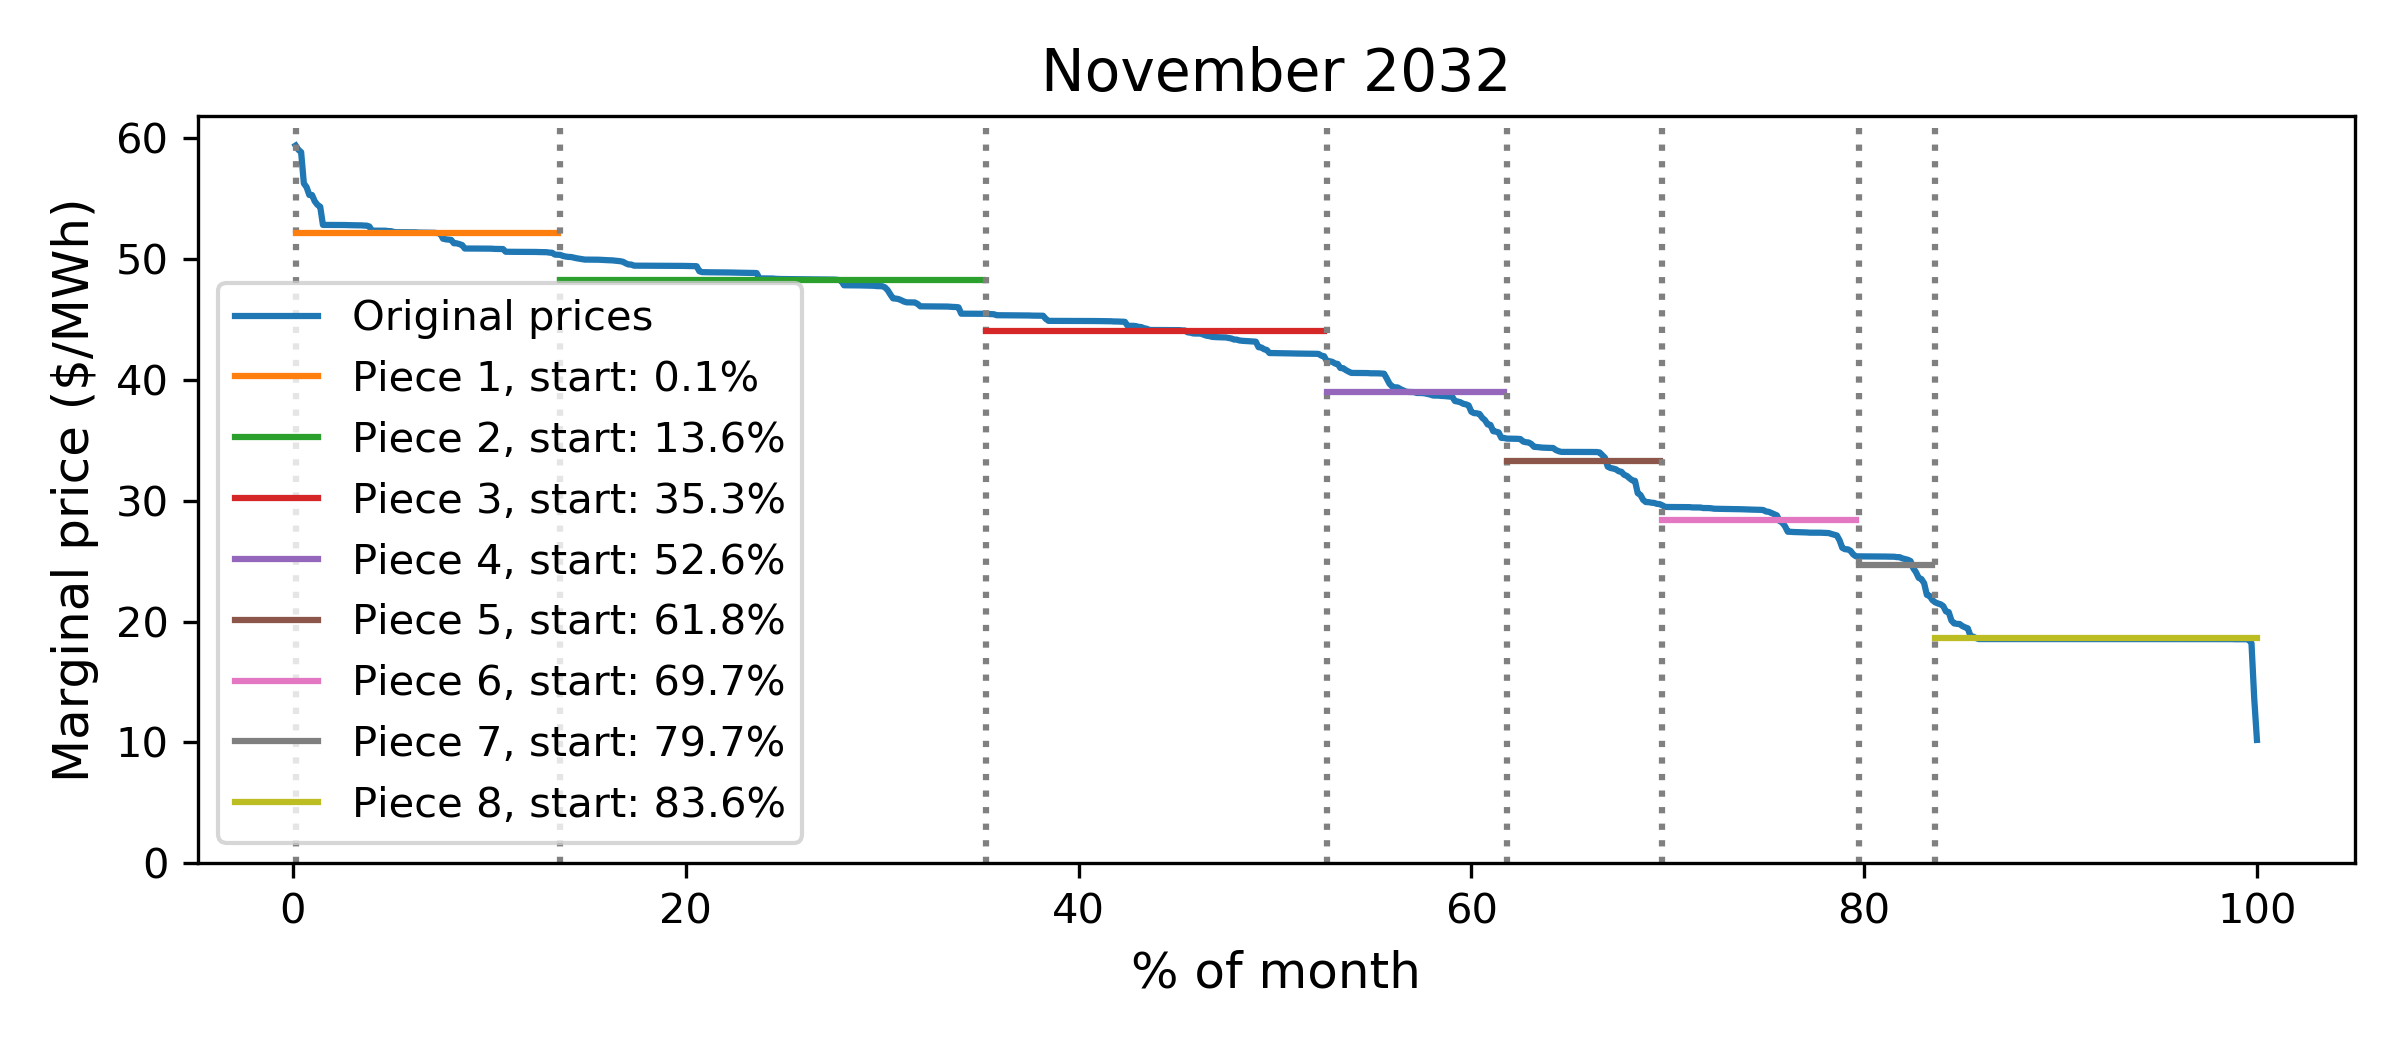 November 2032
Marginal price ($/MWh)
60
50
40
30
20
10
0
Original prices
Piece 1, start: 0.1%
Piece 2, start: 13.6%
Piece 3, start: 35.3%
Piece 4, start: 52.6%
Piece 5, start: 61.8%
Piece 6, start: 69.7%
Piece 7, start: 79.7%
Piece 8, start: 83.6%
0 20 40 60 80 100
% of month